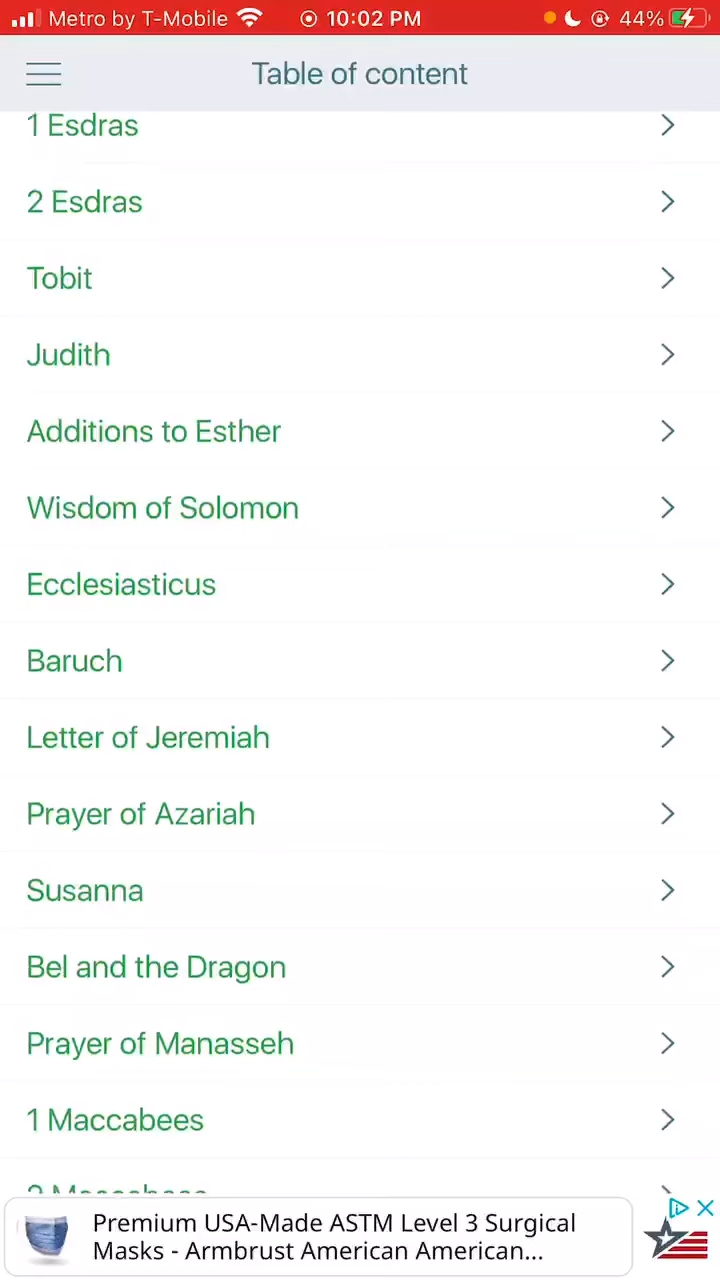 Metro by T-Mobile 10:02 PM 44%
Table of content
1 Esdras
2 Esdras
Tobit
Judith
Additions to Esther
Wisdom of Solomon
Ecclesiasticus
Baruch
Letter of Jeremiah
Prayer of Azariah
Susanna
Bel and the Dragon
Prayer of Manasseh
1 Maccabees
2 Maccabees
Premium USA-Made ASTM Level 3 Surgical
Masks - Armbrust American American...